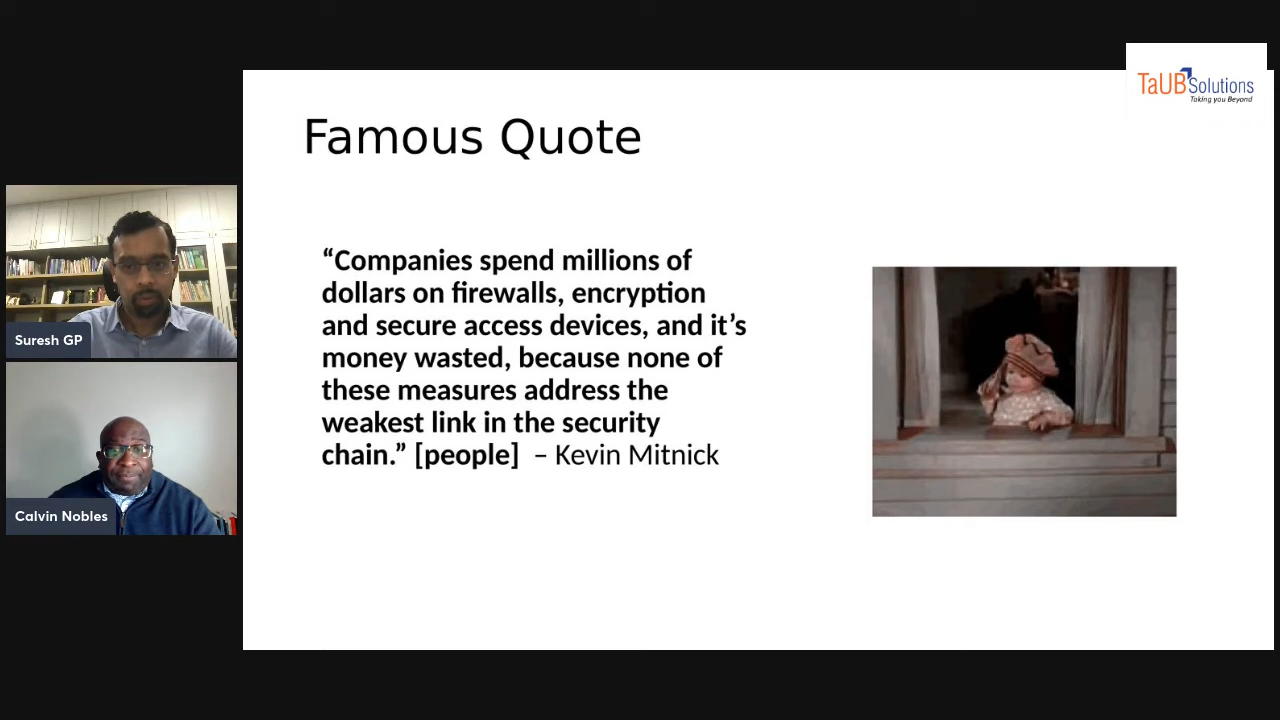 TaUB Solutions
Taking you Beyond
Famous Quote
“Companies spend millions of
dollars on firewalls, encryption
and secure access devices, and it’s
money wasted, because none of
these measures address the
weakest link in the security
chain.” [people] – Kevin Mitnick
Suresh GP
Calvin Nobles